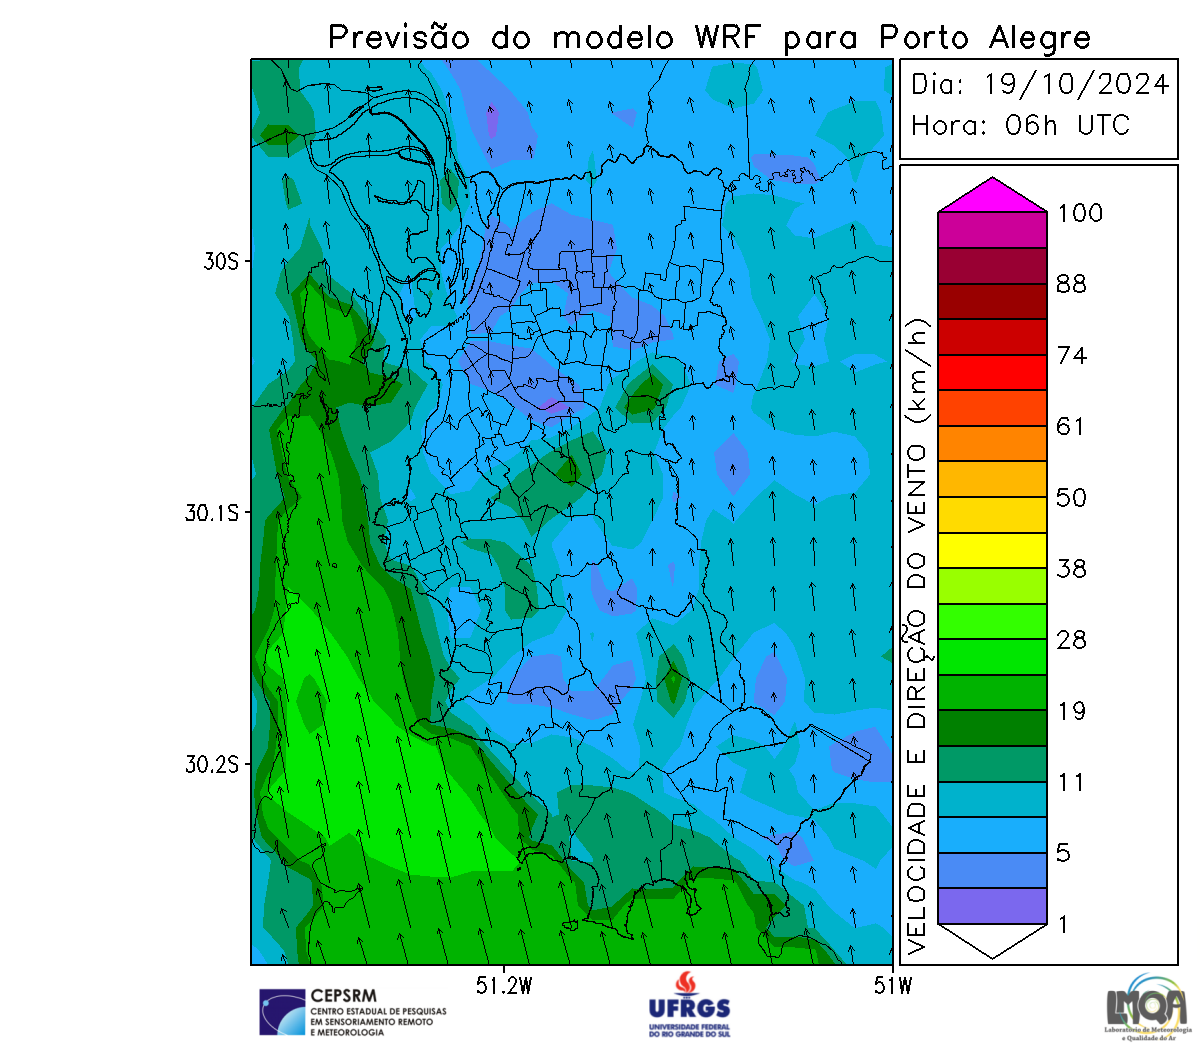 Previsão do modelo WRF para Porto Alegre
Dia: 19/10/2024
Hora: 06h UTC
30S
30.1S
30.2S
51.2W
51W
VELOCIDADE E DIREÇÃO DO VENTO (km/h)
100
88
74
61
50
38
28
19
11
5
1
CEPSRM
CENTRO ESTADUAL DE PESQUISAS
EM SENSORIAMENTO REMOTO
E METEOROLOGIA
UFRGS
UNIVERSIDADE FEDERAL
DO RIO GRANDE DO SUL
LMQA
Laboratório de Meteorologia
e Qualidade do Ar